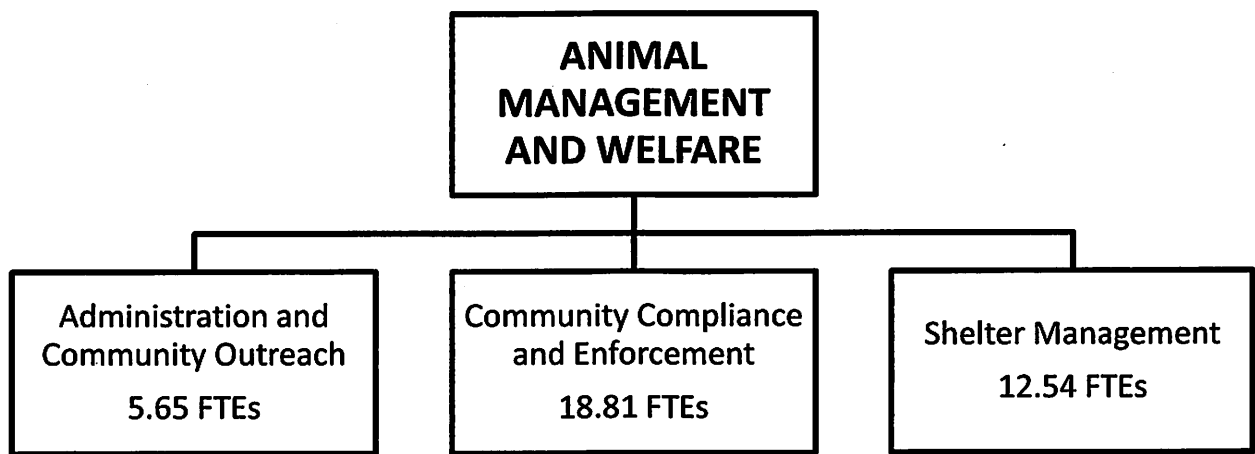 ANIMAL
MANAGEMENT
AND WELFARE
Administration and
Community Outreach
5.65 FTEs
Community Compliance
and Enforcement
18.81 FTEs
Shelter Management
12.54 FTEs